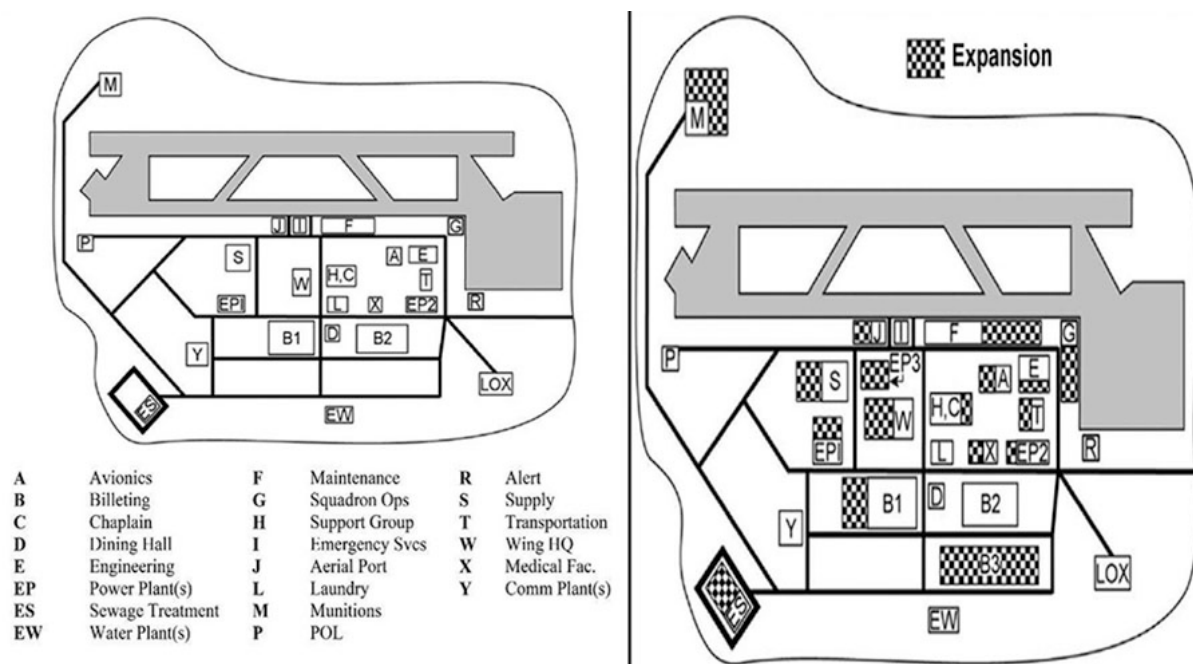 M
J I F G
P
S A E
W H,C T
EP1 L X EP2 R
B1 D B2
Y
LOX
ES
EW
A Avionics F Maintenance R Alert
B Billeting G Squadron Ops S Supply
C Chaplain H Support Group T Transportation
D Dining Hall I Emergency Svcs W Wing HQ
E Engineering J Aerial Port X Medical Fac.
EP Power Plant(s) L Laundry Y Comm Plant(s)
ES Sewage Treatment M Munitions
EW Water Plant(s) P POL
Expansion
M
J I F G
P EP3 E
S A
W H,C T
EP1 L X EP2 R
B1 D B2
Y
B3 LOX
ES
EW